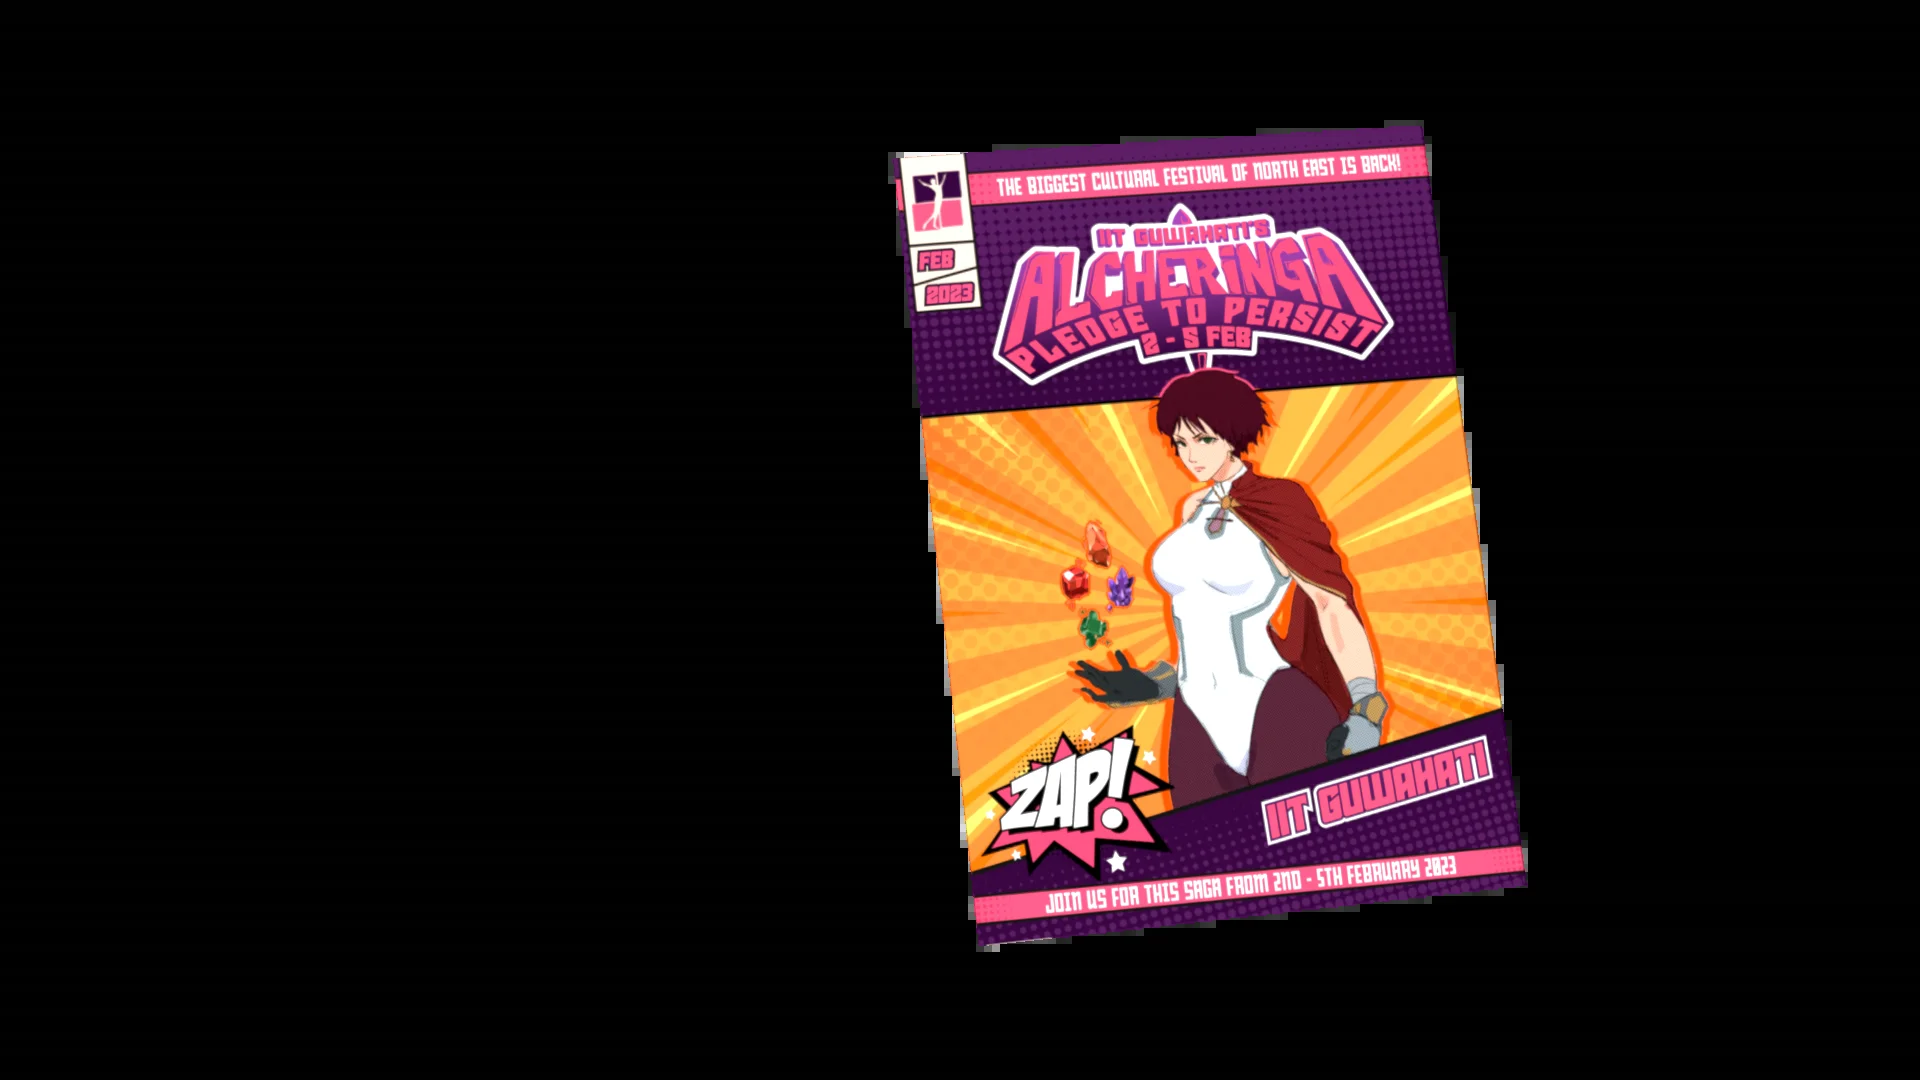 THE BIGGEST CULTURAL FESTIVAL OF NORTH EAST IS BACK!
FEB
2023
IIT GUWAHATI'S
ALCHERINGA
PLEDGE TO PERSIST
2 - 5 FEB
ZAP!
IIT GUWAHATI
JOIN US FOR THIS SAGA FROM 2ND - 5TH FEBRUARY 2023